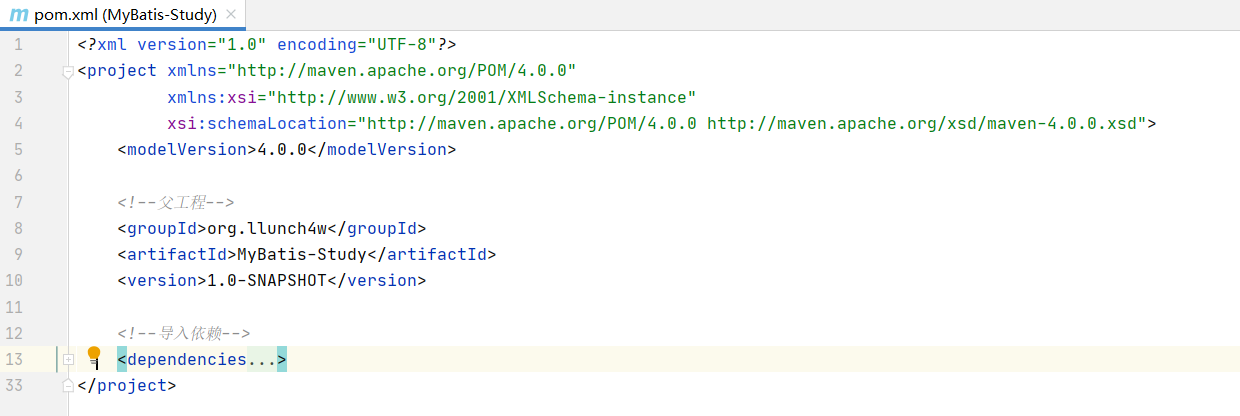 m pom.xml (MyBatis-Study) ×
1 <?xml version="1.0" encoding="UTF-8"?>
2 <project xmlns="http://maven.apache.org/POM/4.0.0"
3 xmlns:xsi="http://www.w3.org/2001/XMLSchema-instance"
4 xsi:schemaLocation="http://maven.apache.org/POM/4.0.0 http://maven.apache.org/xsd/maven-4.0.0.xsd">
5 <modelVersion>4.0.0</modelVersion>
6
7 <!--父工程-->
8 <groupId>org.llunch4w</groupId>
9 <artifactId>MyBatis-Study</artifactId>
10 <version>1.0-SNAPSHOT</version>
11
12 <!--导入依赖-->
13 <dependencies...>
33 </project>